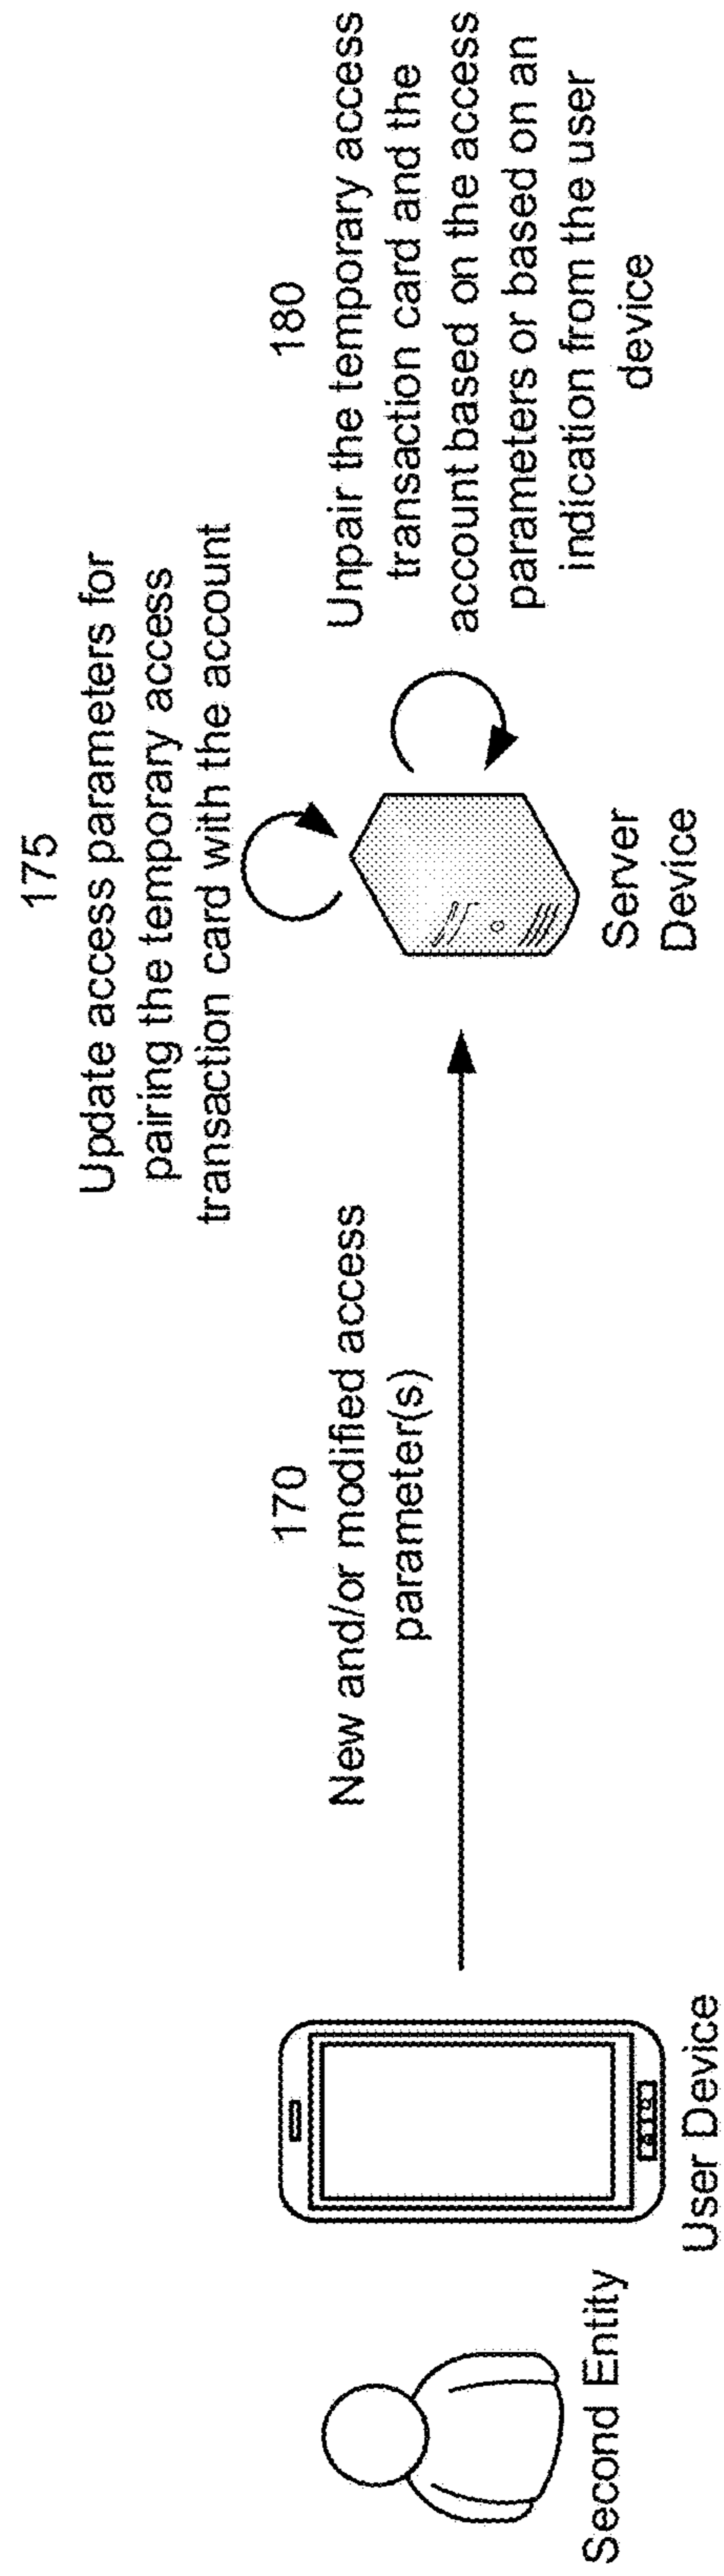 175
Update access parameters for
pairing the temporary access
transaction card with the account
170
New and/or modified access
parameter(s)
180
Unpair the temporary access
transaction card and the
account based on the access
parameters or based on an
indication from the user
device
Second Entity
User Device
Server
Device